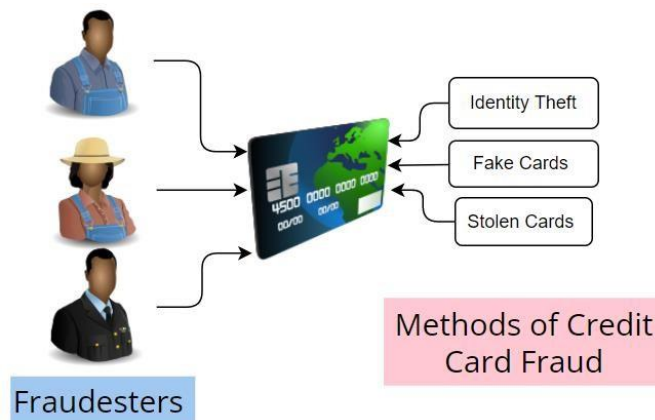 Identity Theft
Fake Cards
4500 0000 0000 0000
00/00 00/00
Stolen Cards
Methods of Credit
Card Fraud
Fraudesters